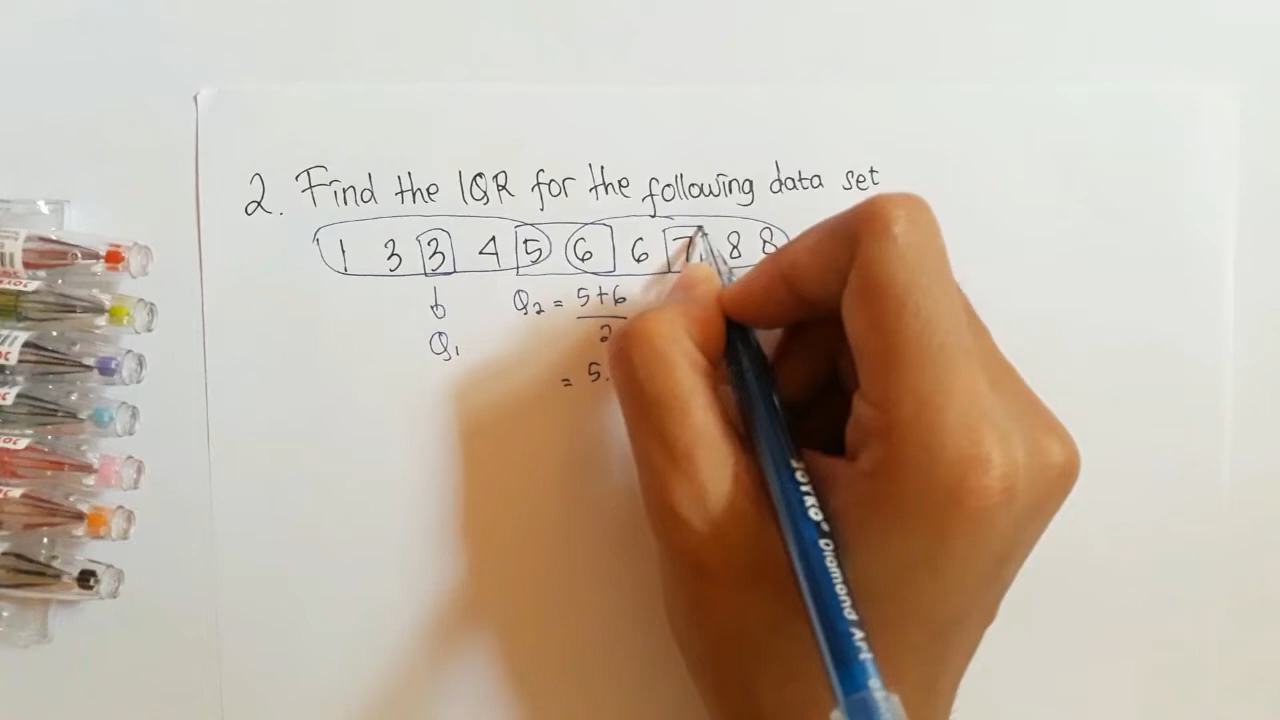 2. Find the IQR for the following data set
1 3 3 4 5 6 6 7 8 8
Q₂ = 5+6
2
Q₁
= 5.
JOYKO® Diamond Art